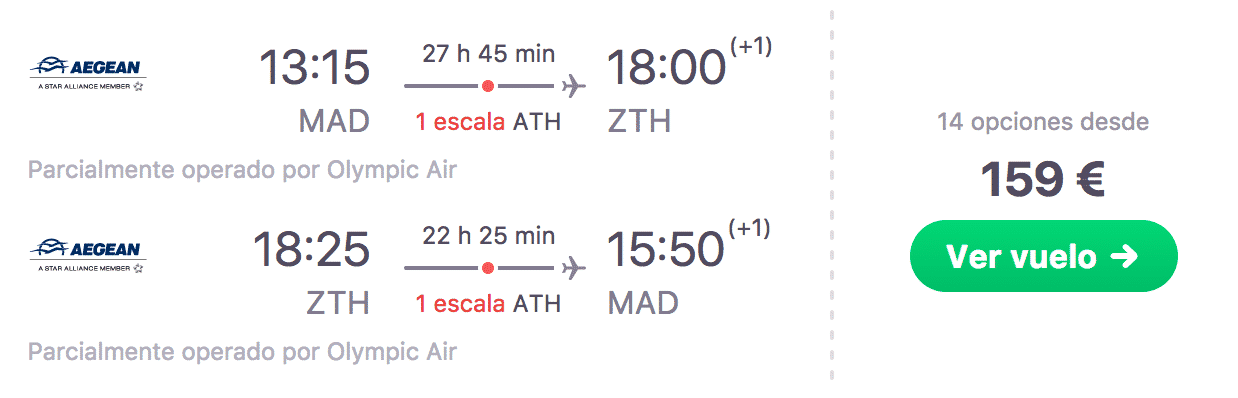 AEGEAN
A STAR ALLIANCE MEMBER
13:15
27 h 45 min
18:00 (+1)
MAD
1 escala ATH
ZTH
Parcialmente operado por Olympic Air
AEGEAN
A STAR ALLIANCE MEMBER
18:25
22 h 25 min
15:50 (+1)
ZTH
1 escala ATH
MAD
Parcialmente operado por Olympic Air
14 opciones desde
159 €
Ver vuelo →